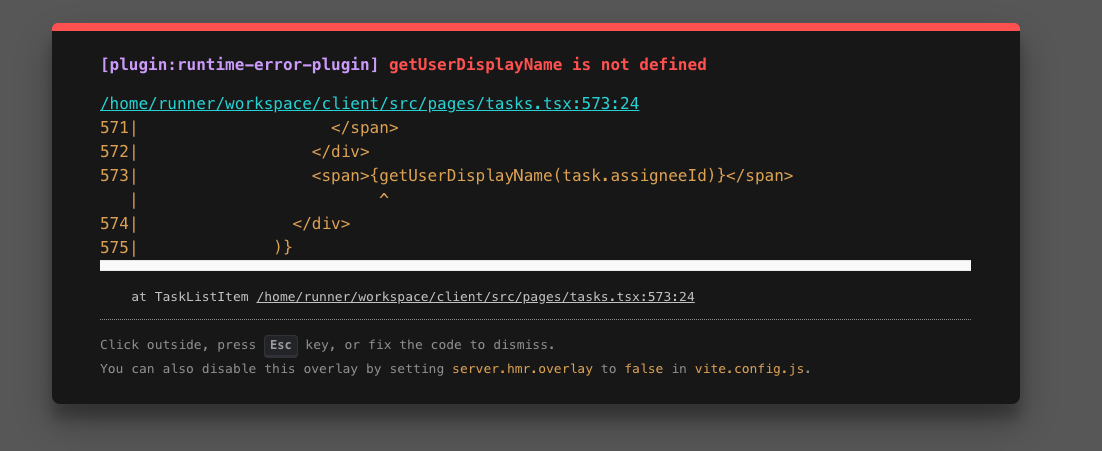 [plugin:runtime-error-plugin] getUserDisplayName is not defined
/home/runner/workspace/client/src/pages/tasks.tsx:573:24
571|                    </span>
572|                  </div>
573|                  <span>{getUserDisplayName(task.assigneeId)}</span>
   |                         ^
574|                </div>
575|              )}
    at TaskListItem /home/runner/workspace/client/src/pages/tasks.tsx:573:24
Click outside, press Esc key, or fix the code to dismiss.
You can also disable this overlay by setting server.hmr.overlay to false in vite.config.js.